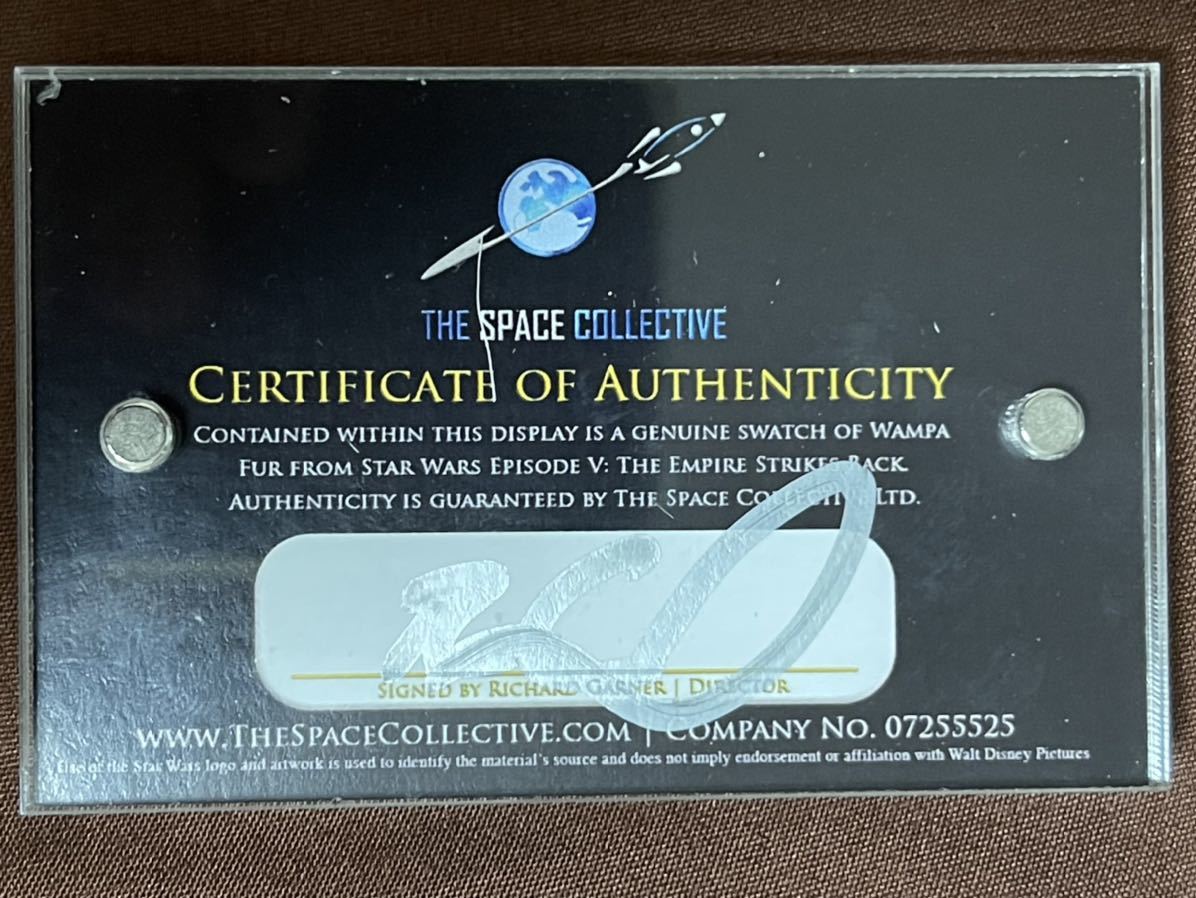 THE SPACE COLLECTIVE
CERTIFICATE OF AUTHENTICITY
CONTAINED WITHIN THIS DISPLAY IS A GENUINE SWATCH OF WAMPA
FUR FROM STAR WARS EPISODE V: THE EMPIRE STRIKES BACK.
AUTHENTICITY IS GUARANTEED BY THE SPACE COLLECTIVE LTD.
SIGNED BY RICHARD GARNER | DIRECTOR
WWW.THESPACECOLLECTIVE.COM | COMPANY NO. 07255525
Use of the Star Wars logo and artwork is used to identify the material's source and does not imply endorsement or affiliation with Walt Disney Pictures